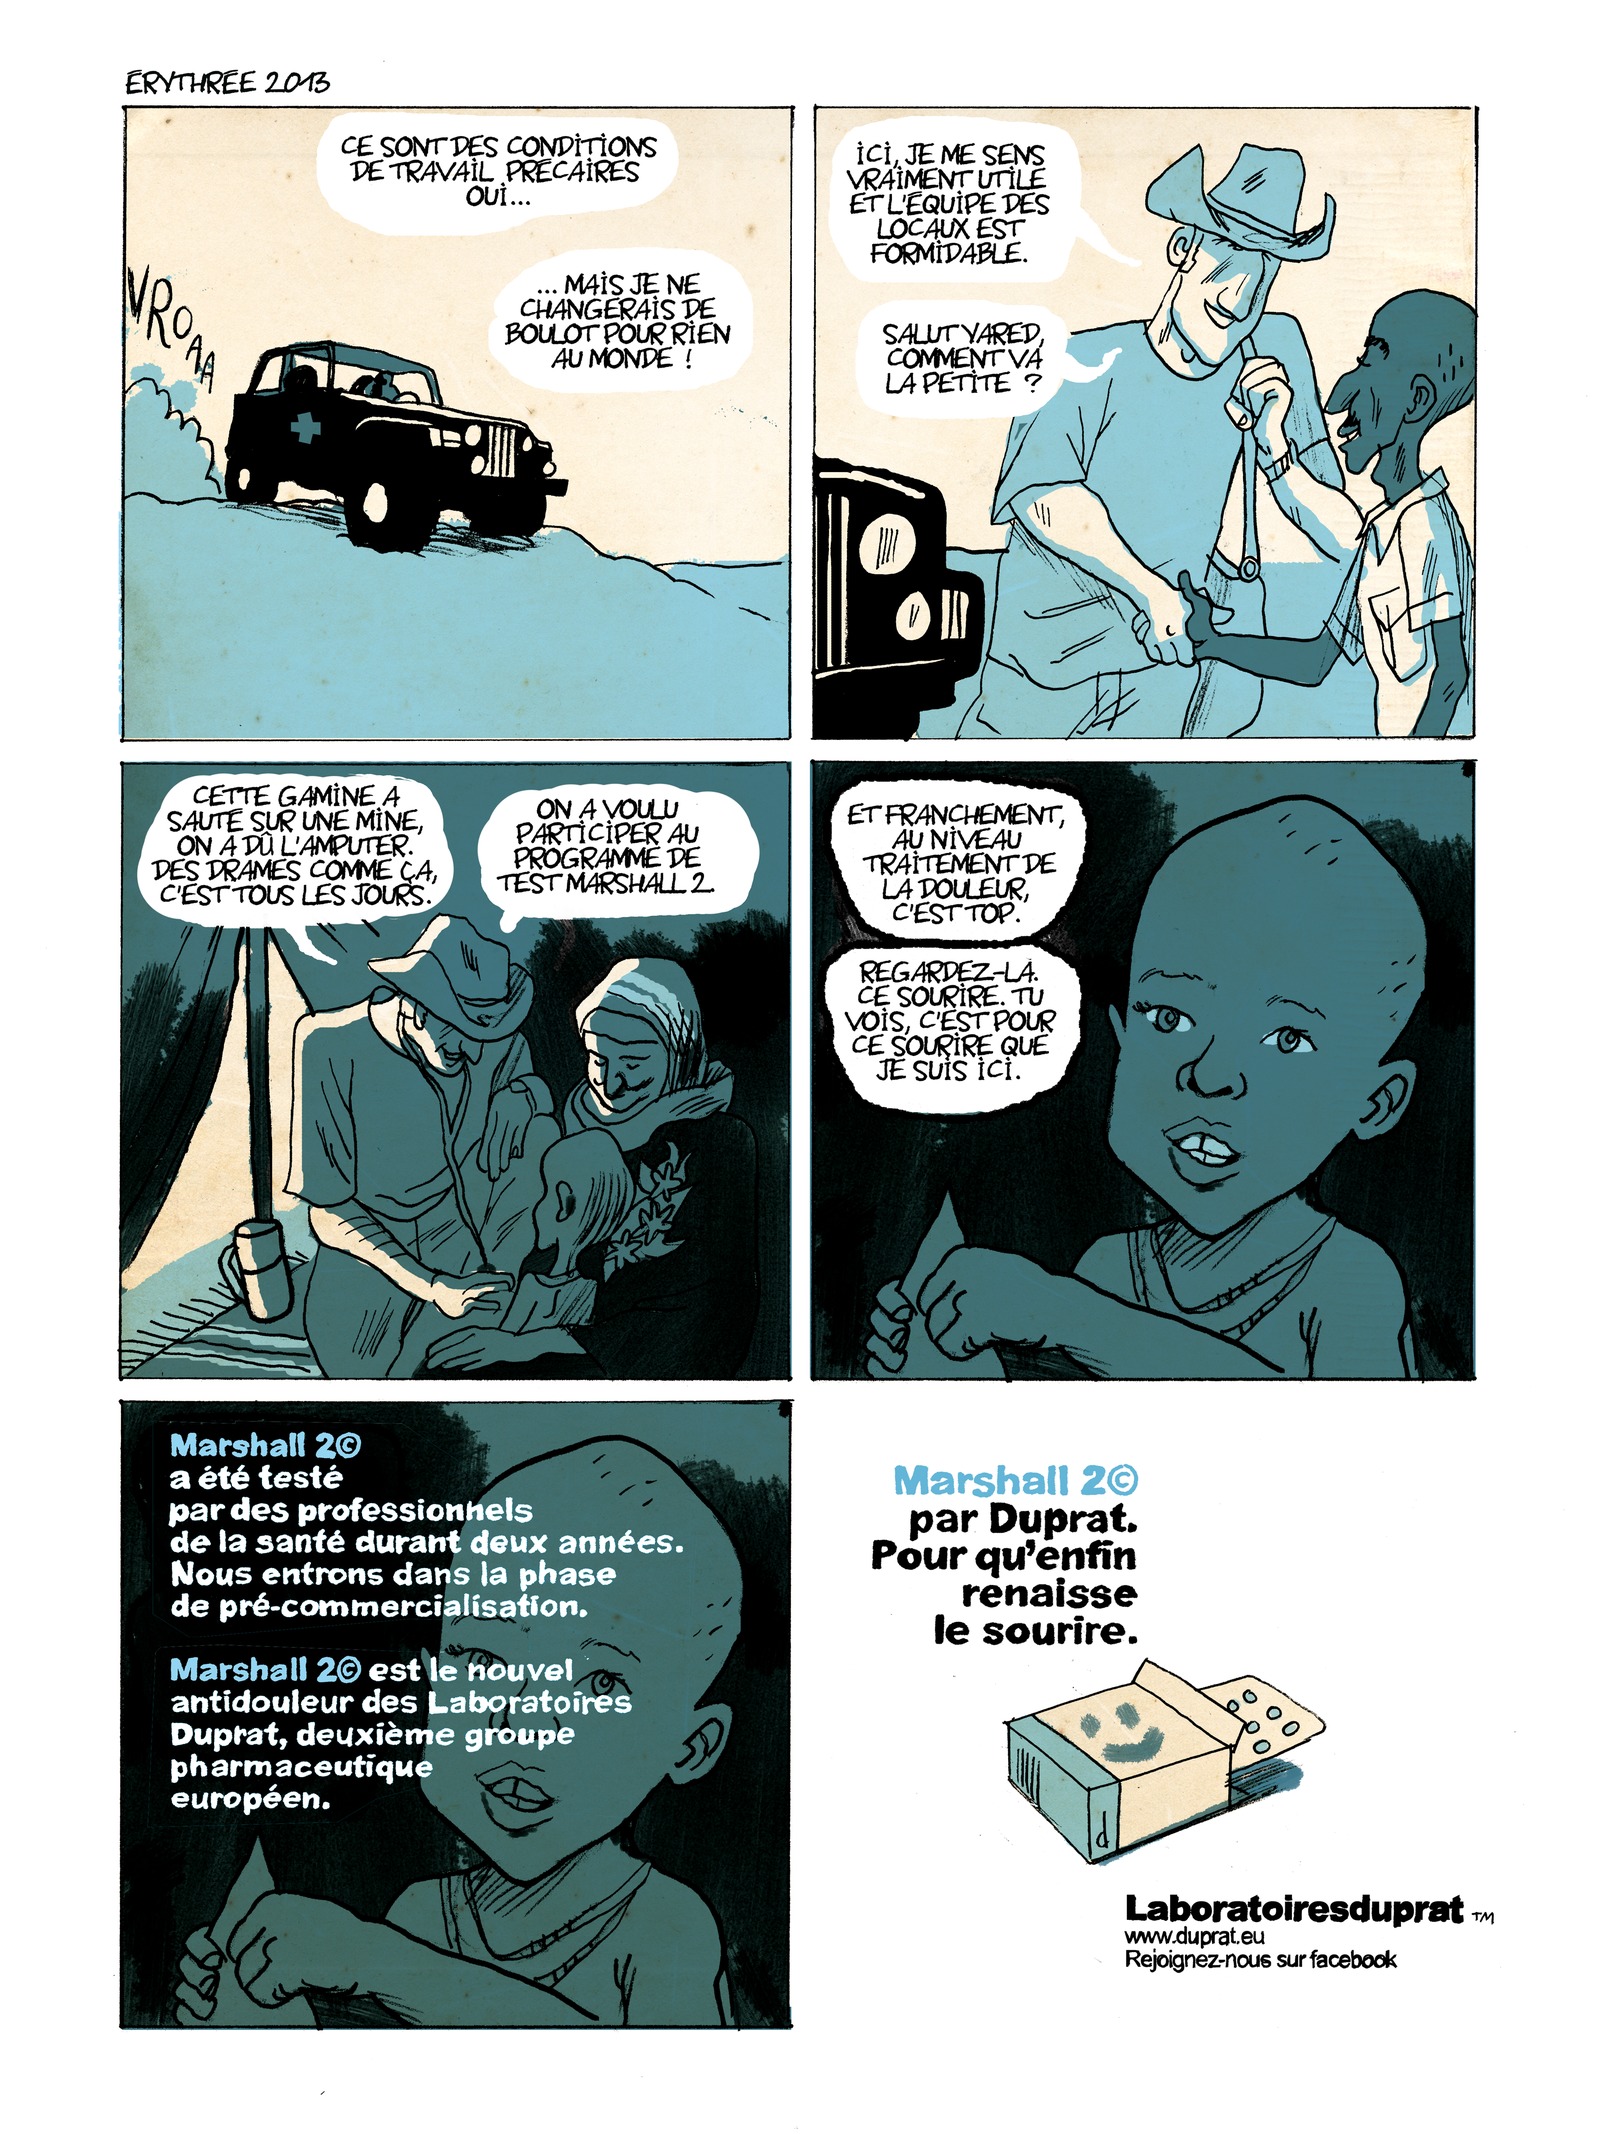 ÉRYTHRÉE 2013
CE SONT DES CONDITIONS
DE TRAVAIL PRÉCAIRES
OUI...
... MAIS JE NE
CHANGERAIS DE
BOULOT POUR RIEN
AU MONDE !
VROAA
ICI, JE ME SENS
VRAIMENT UTILE
ET L'ÉQUIPE DES
LOCAUX EST
FORMIDABLE.
SALUT YARED,
COMMENT VA
LA PETITE ?
CETTE GAMINE A
SAUTÉ SUR UNE MINE,
ON A DÛ L'AMPUTER.
DES DRAMES COMME ÇA,
C'EST TOUS LES JOURS.
ON A VOULU
PARTICIPER AU
PROGRAMME DE
TEST MARSHALL 2.
ET FRANCHEMENT,
AU NIVEAU
TRAITEMENT DE
LA DOULEUR,
C'EST TOP.
REGARDEZ-LA.
CE SOURIRE. TU
VOIS, C'EST POUR
CE SOURIRE QUE
JE SUIS ICI.
Marshall 2©
a été testé
par des professionnels
de la santé durant deux années.
Nous entrons dans la phase
de pré-commercialisation.
Marshall 2© est le nouvel
antidouleur des Laboratoires
Duprat, deuxième groupe
pharmaceutique
européen.
Marshall 2©
par Duprat.
Pour qu'enfin
renaisse
le sourire.
d
Laboratoiresduprat TM
www.duprat.eu
Rejoignez-nous sur facebook